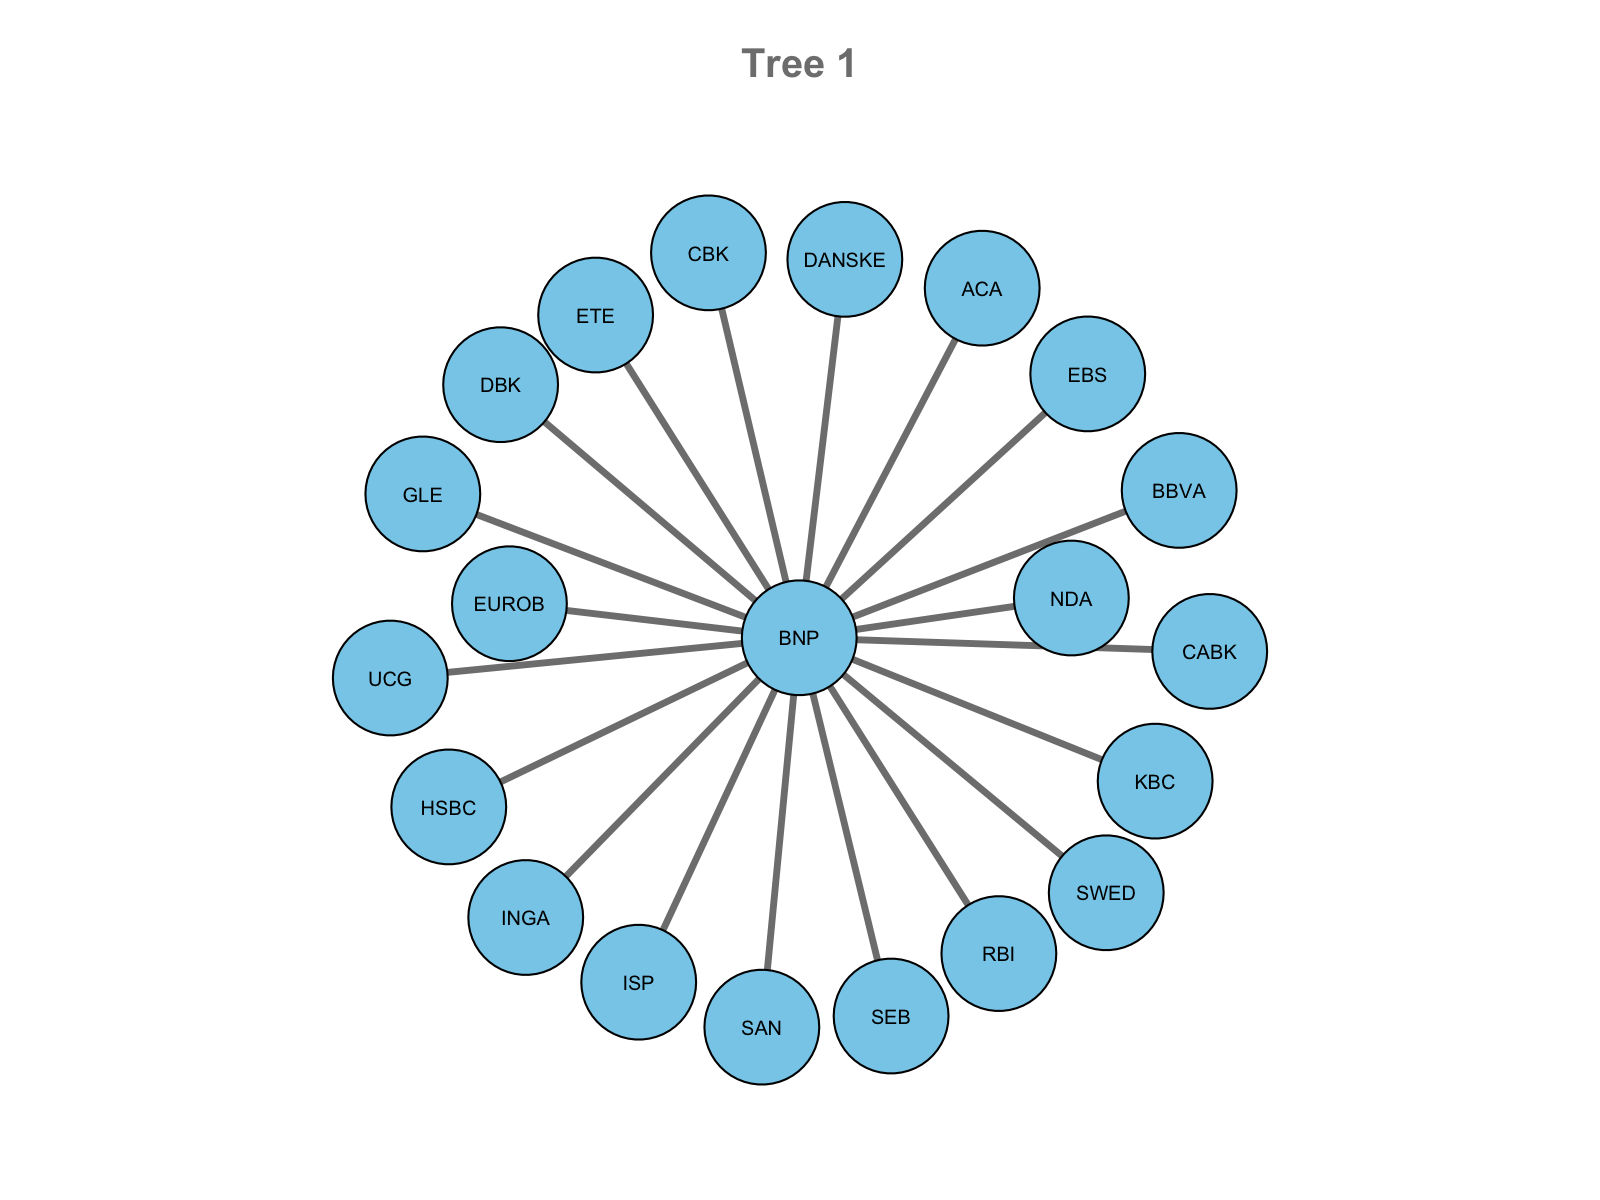 Tree 1
CBK
DANSKE
ACA
ETE
EBS
DBK
BBVA
GLE
NDA
EUROB
BNP
CABK
UCG
KBC
HSBC
SWED
INGA
RBI
ISP
SEB
SAN